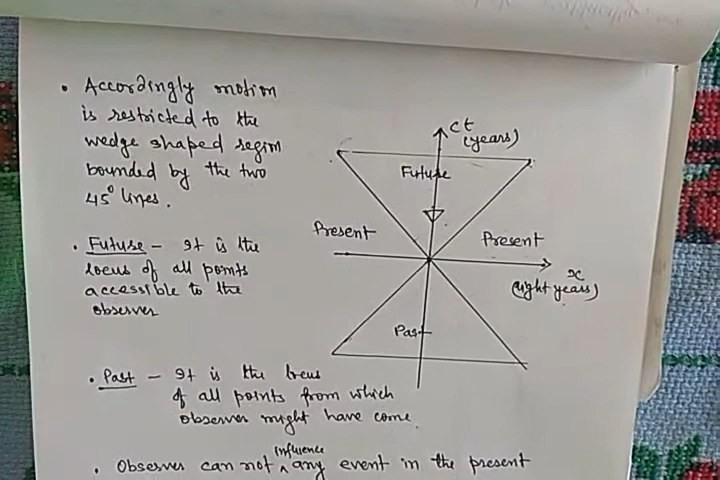 • Accordingly motion
is restricted to the
wedge shaped region
bounded by the two
45° lines.
• Future - It is the
locus of all points
accessible to the
observer
• Past - It is the locus
of all points from which
observer might have come.
• Observer can not influence any event in the present
ct
(years)
Future
Present
Present
x
(light years)
Past